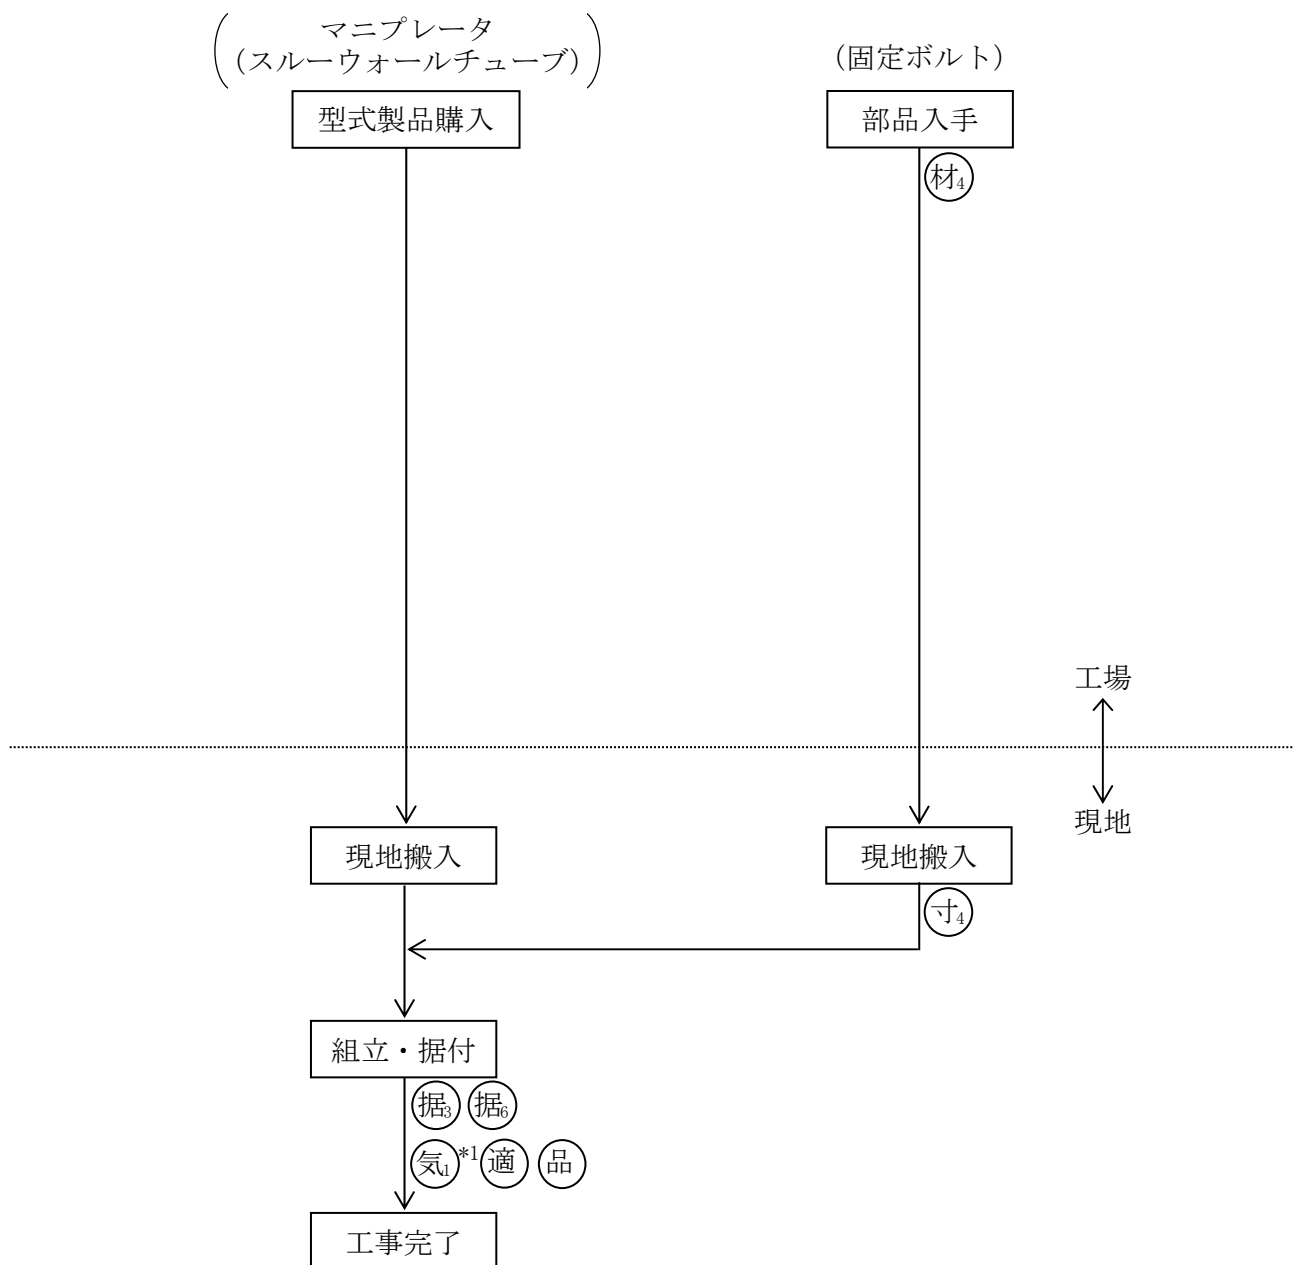 マニプレータ
（スルーウォールチューブ）
（固定ボルト）
型式製品購入
部品入手
材4
工場
現地
現地搬入
現地搬入
寸4
組立・据付
据3 据6
気1 *1 適 品
工事完了